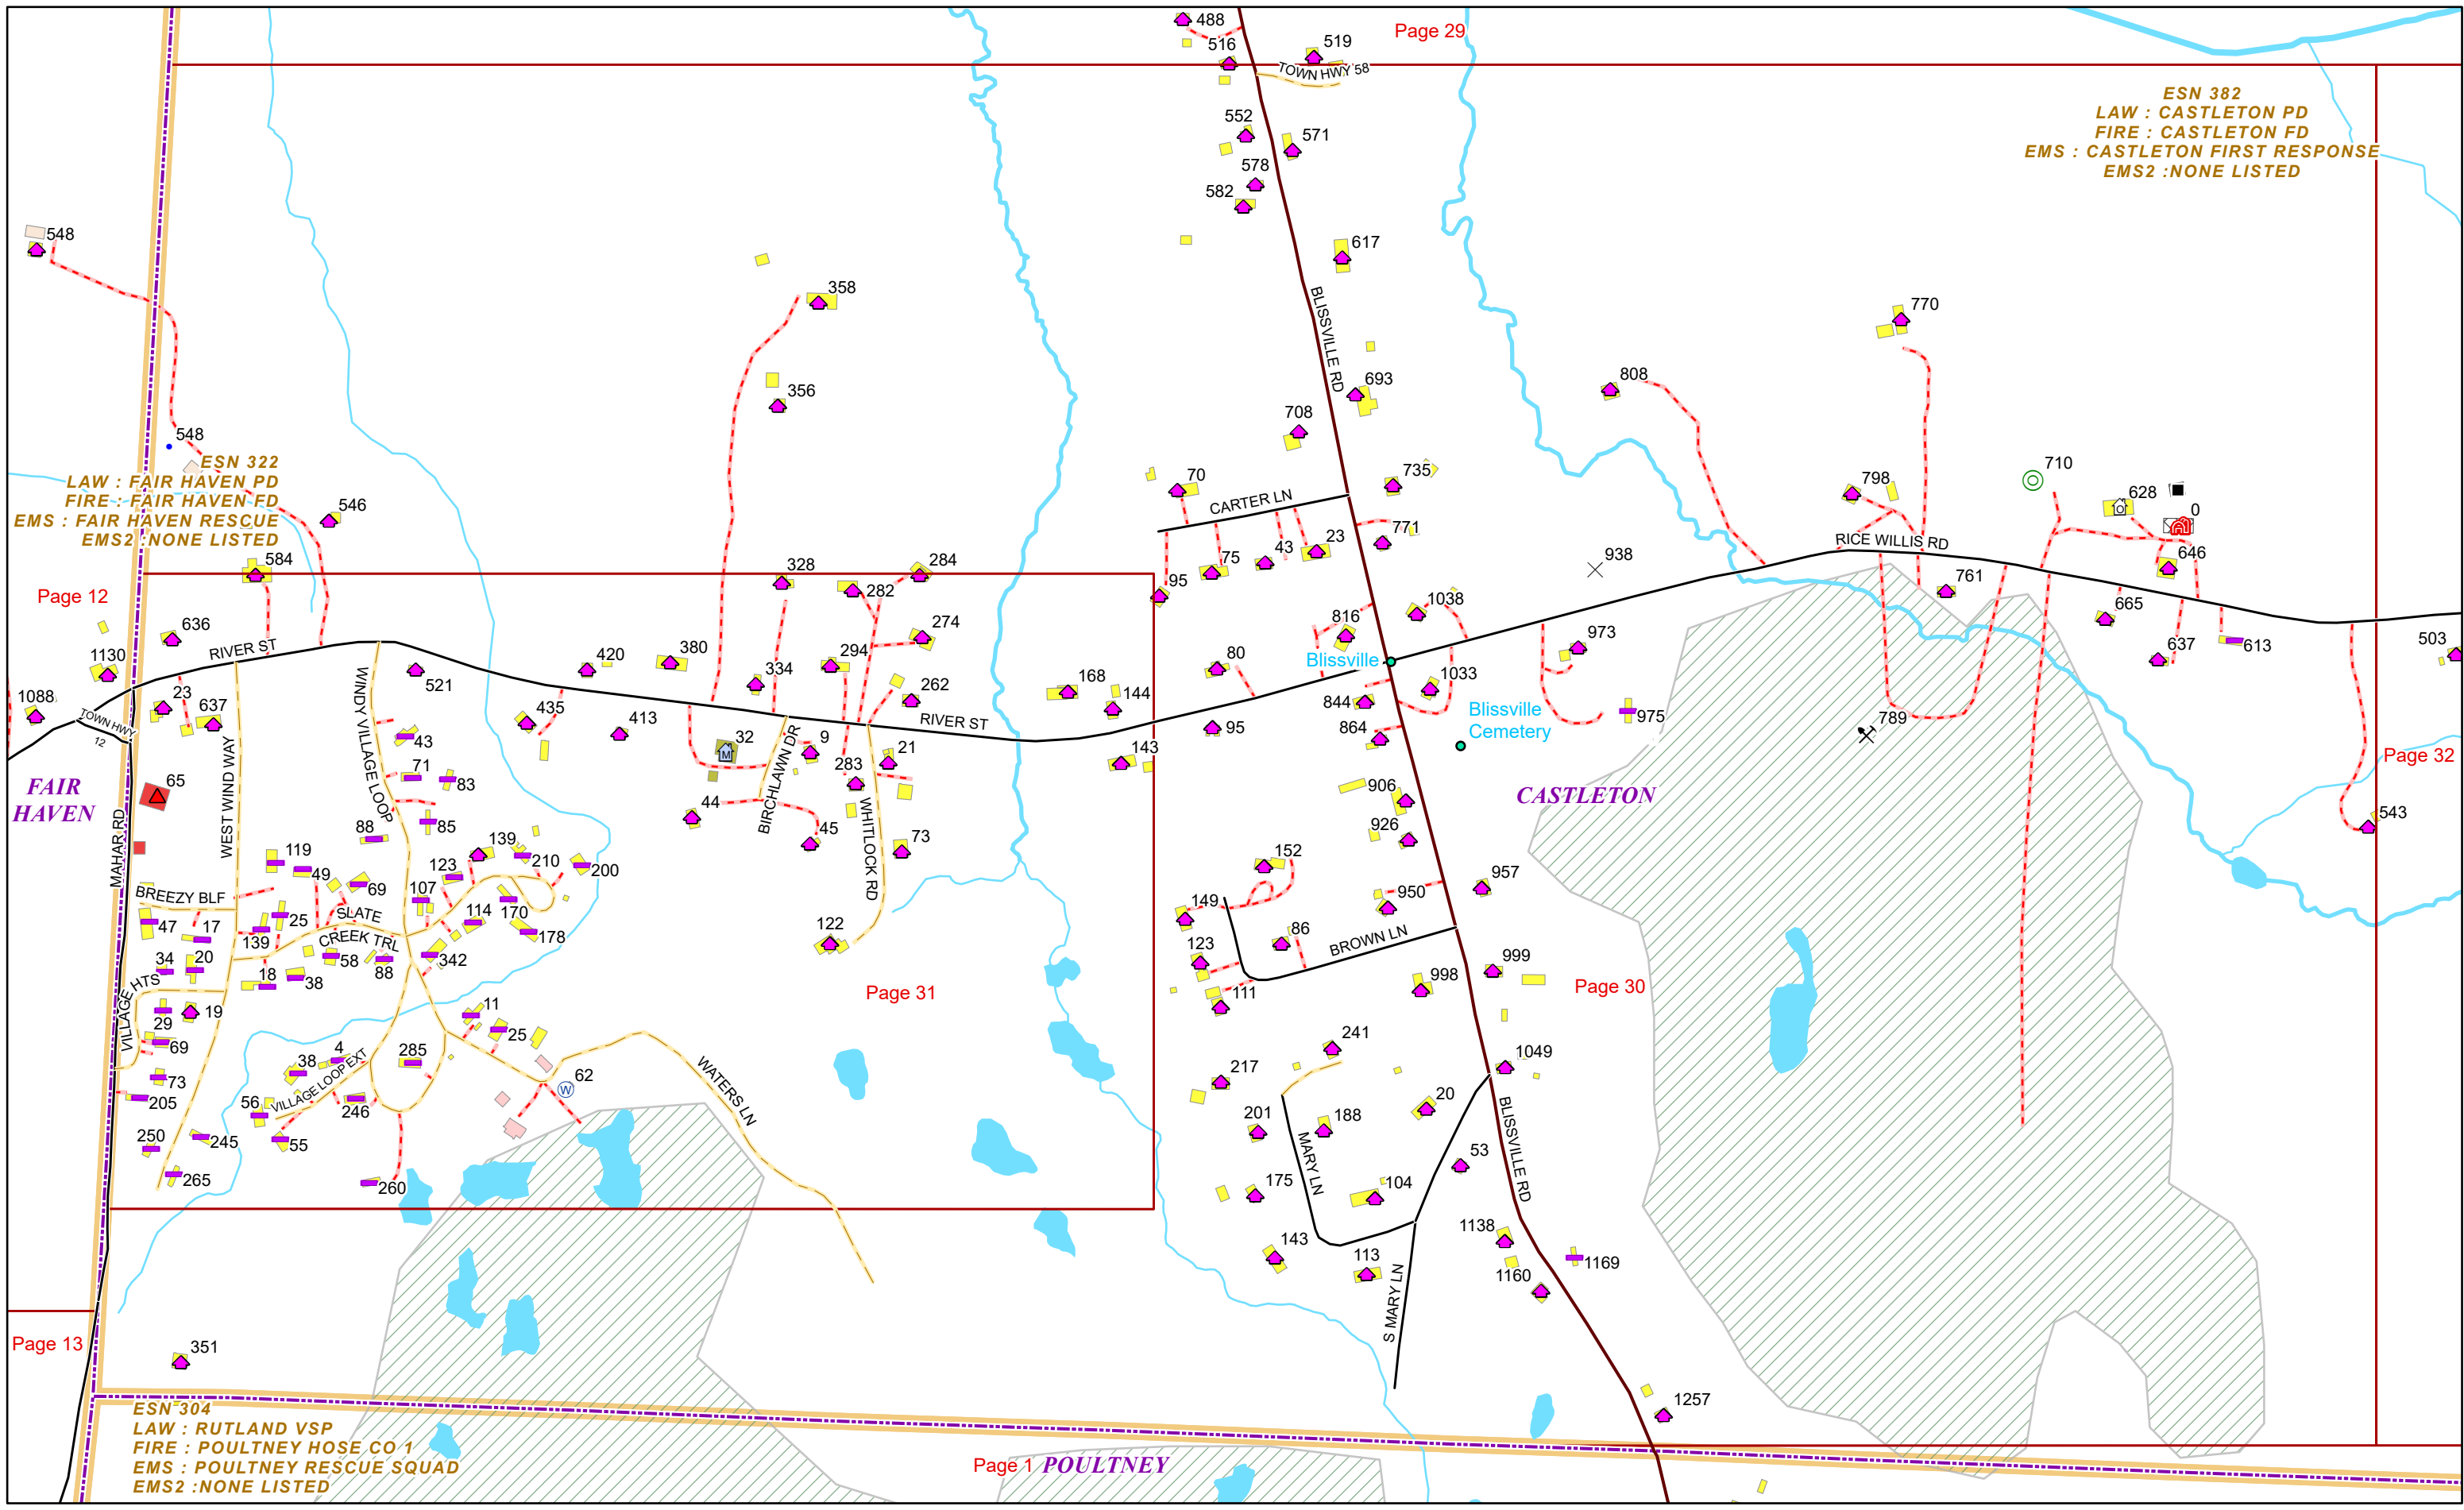 488
Page 29
516
519
TOWN HWY 58
ESN 382
LAW : CASTLETON PD
FIRE : CASTLETON FD
EMS : CASTLETON FIRST RESPONSE
EMS2 :NONE LISTED
552
571
578
582
548
617
358
BLISSVILLE RD
770
356
693
808
708
548
ESN 322
LAW : FAIR HAVEN PD
FIRE : FAIR HAVEN FD
EMS : FAIR HAVEN RESCUE
EMS2 :NONE LISTED
546
70
735
CARTER LN
798
710
628
0
771
23
43
75
RICE WILLIS RD
646
584
328
284
282
95
938
761
Page 12
1038
665
636
274
816
RIVER ST
1130
294
380
420
334
521
80
Blissville
973
637
613
503
1088
23
637
262
168
144
844
1033
TOWN HWY
12
435
413
RIVER ST
95
864
Blissville
Cemetery
975
789
WINDY VILLAGE LOOP
WEST WIND WAY
43
32
9
21
143
283
BIRCHLAWN DR
WHITLOCK RD
Page 32
FAIR
HAVEN
65
71
83
906
CASTLETON
44
45
543
MAHAR RD
88
85
926
73
119
139
123
210
200
152
49
69
107
957
950
BREEZY BLF
47
17
25
SLATE
CREEK TRL
114
170
178
149
139
122
86
BROWN LN
123
34
20
58
88
342
18
38
999
998
Page 30
Page 31
VILLAGE HTS
29
19
11
25
111
69
4
38
285
VILLAGE LOOP EXT
241
1049
73
205
56
246
62
W
WATERS LN
217
20
201
188
250
245
55
BLISSVILLE RD
MARY LN
53
265
260
175
104
143
113
1138
1169
1160
S MARY LN
Page 13
351
1257
ESN 304
LAW : RUTLAND VSP
FIRE : POULTNEY HOSE CO 1
EMS : POULTNEY RESCUE SQUAD
EMS2 :NONE LISTED
Page 1
POULTNEY
M